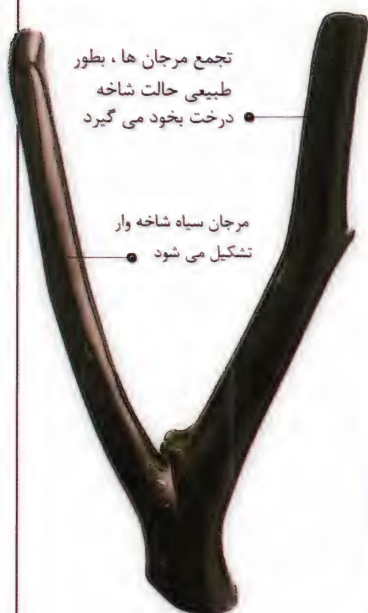 تجمع مرجان ها ، بطور
طبیعی حالت شاخه
درخت بخود می گیرد
مرجان سیاه شاخه وار
تشکیل می شود